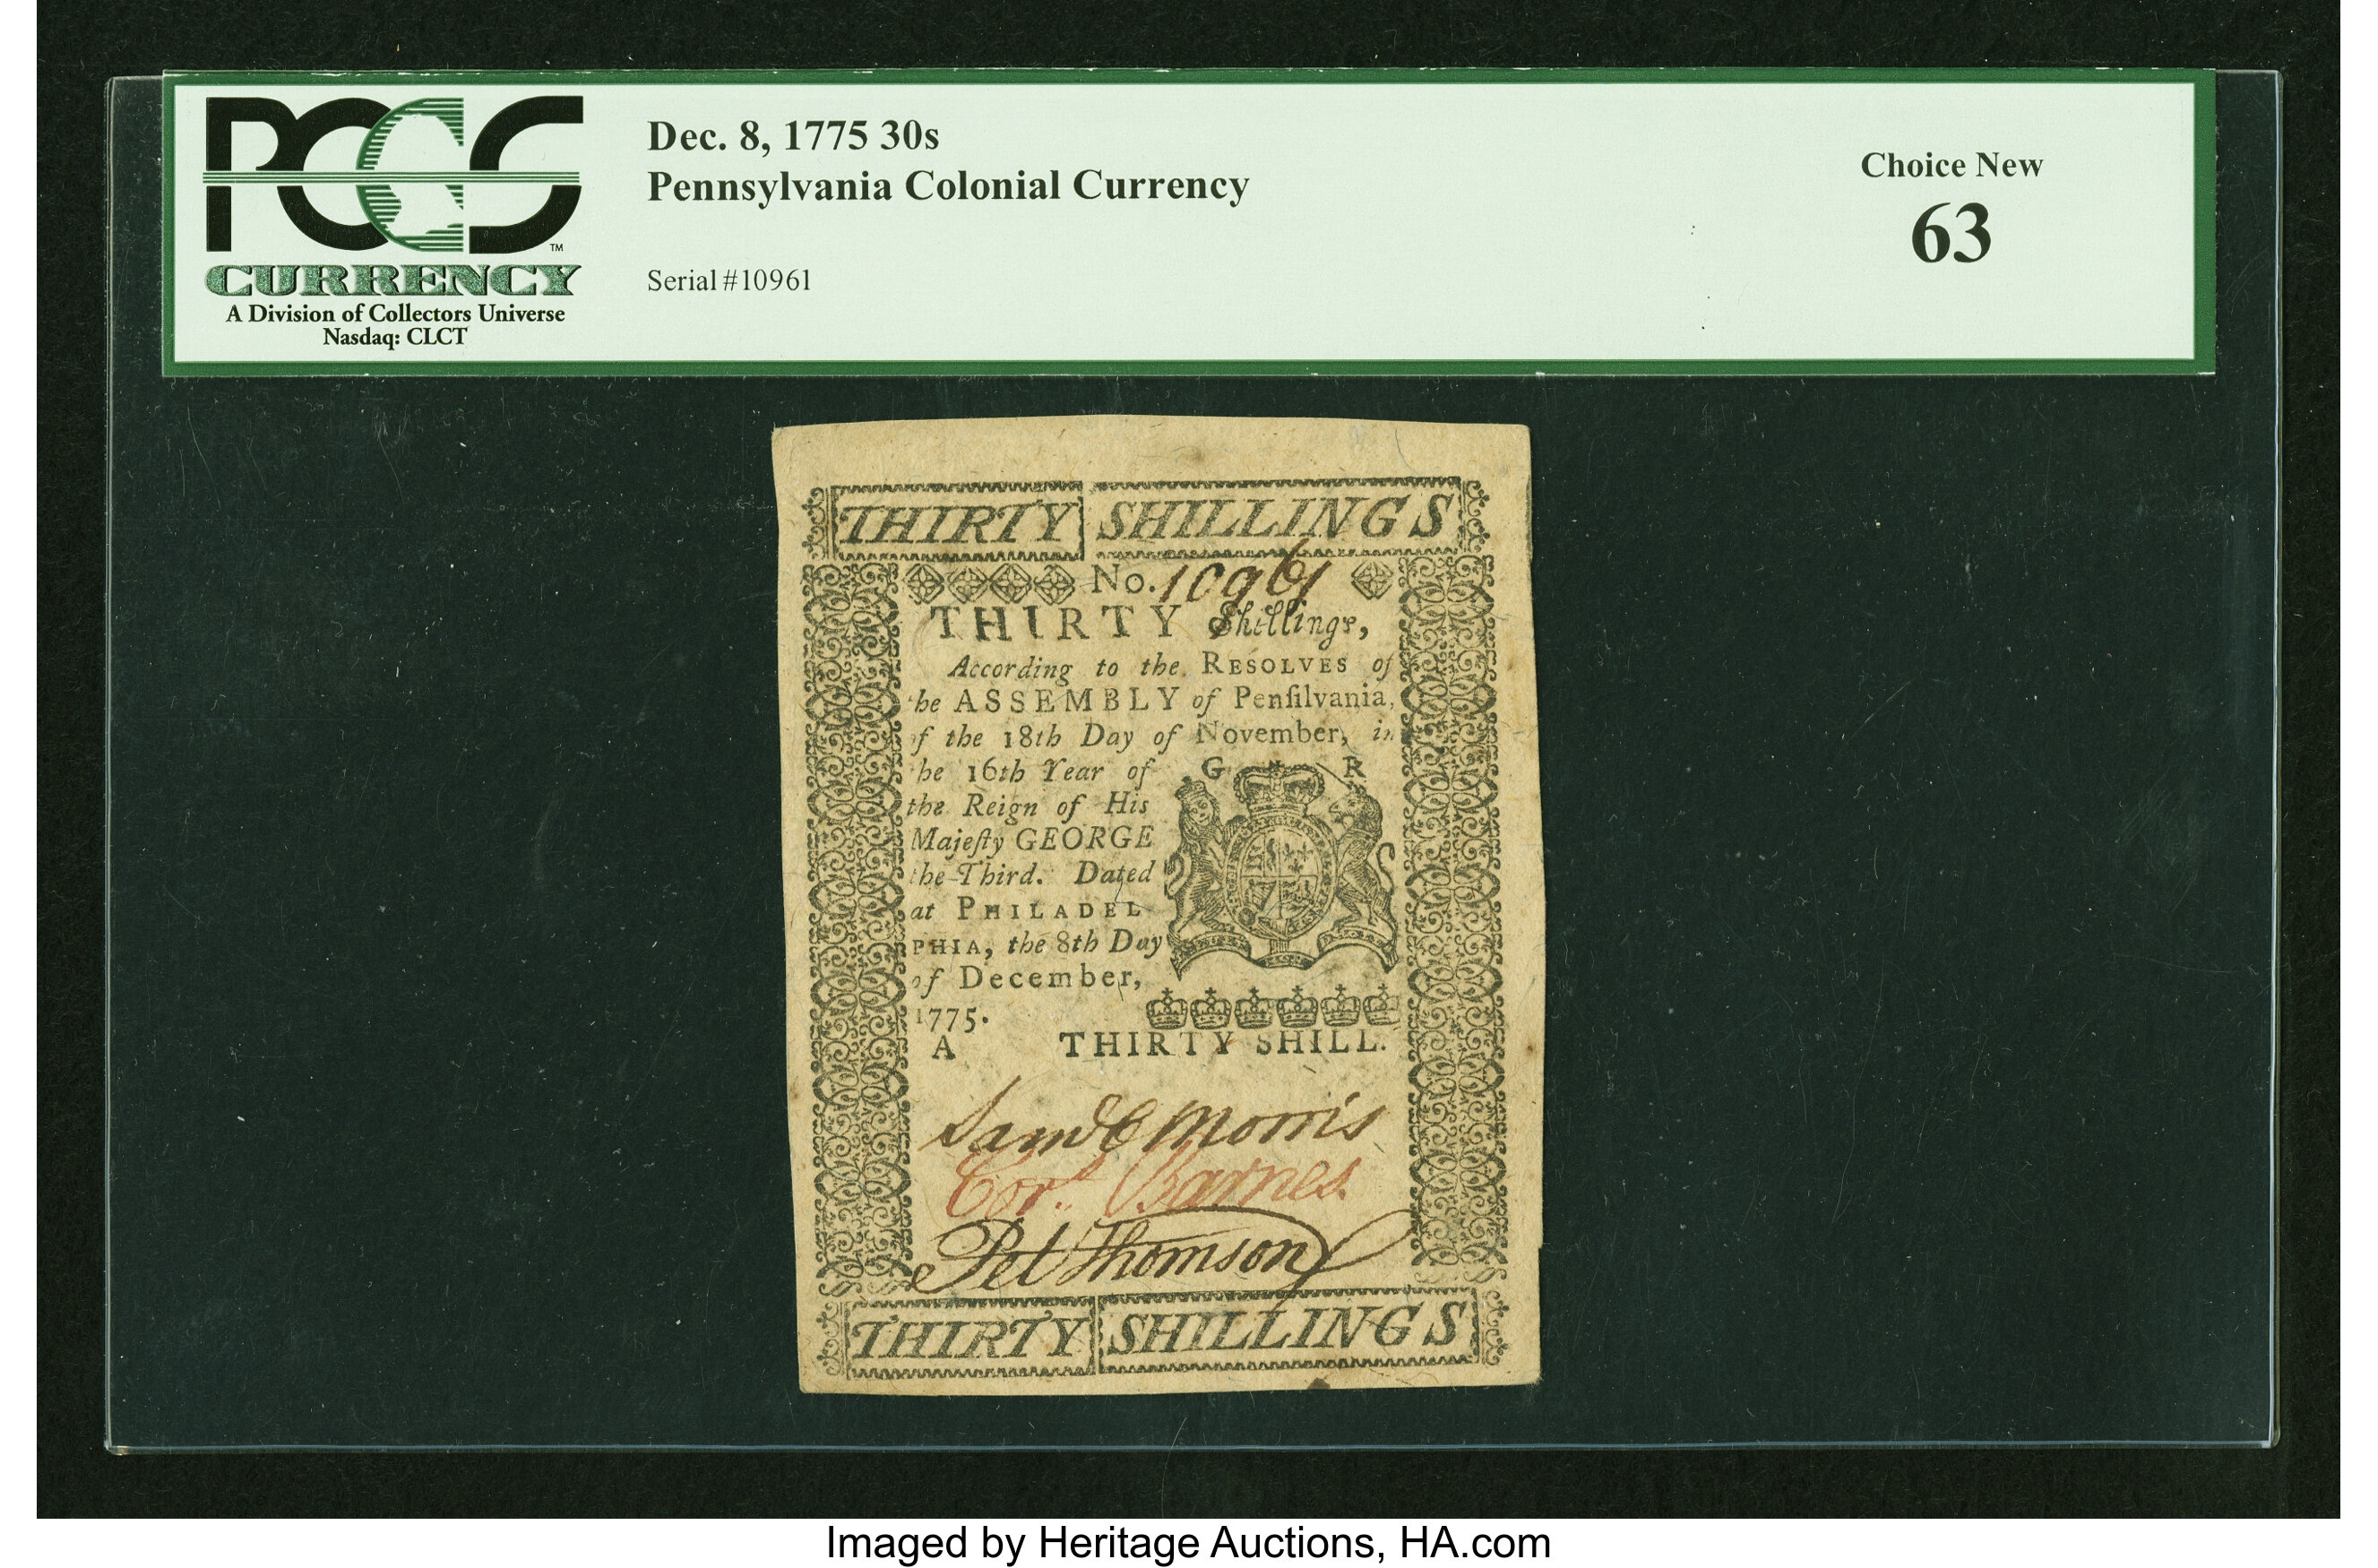 PCGS™
CURRENCY
A Division of Collectors Universe
Nasdaq: CLCT
Dec. 8, 1775 30s
Pennsylvania Colonial Currency
Serial #10961
Choice New
63
THIRTY SHILLINGS
No. 10961
THIRTY Shillings,
According to the RESOLVES of
he ASSEMBLY of Penſilvania,
f the 18th Day of November, in
he 16th Year of
the Reign of His
Majeſty GEORGE
the Third. Dated
at PHILADEL
PHIA, the 8th Day
of December,
1775.
G R
A THIRTY SHILL.
Saml C Morris
Corl. Barnes.
Pet Thomson
THIRTY SHILLINGS
Imaged by Heritage Auctions, HA.com